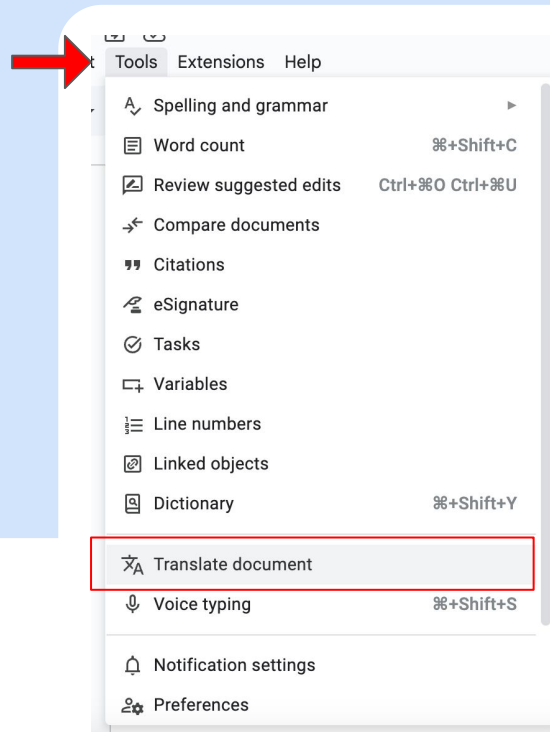 Tools Extensions Help
Spelling and grammar
Word count ⌘+Shift+C
Review suggested edits Ctrl+⌘O Ctrl+⌘U
Compare documents
Citations
eSignature
Tasks
Variables
Line numbers
Linked objects
Dictionary ⌘+Shift+Y
Translate document
Voice typing ⌘+Shift+S
Notification settings
Preferences